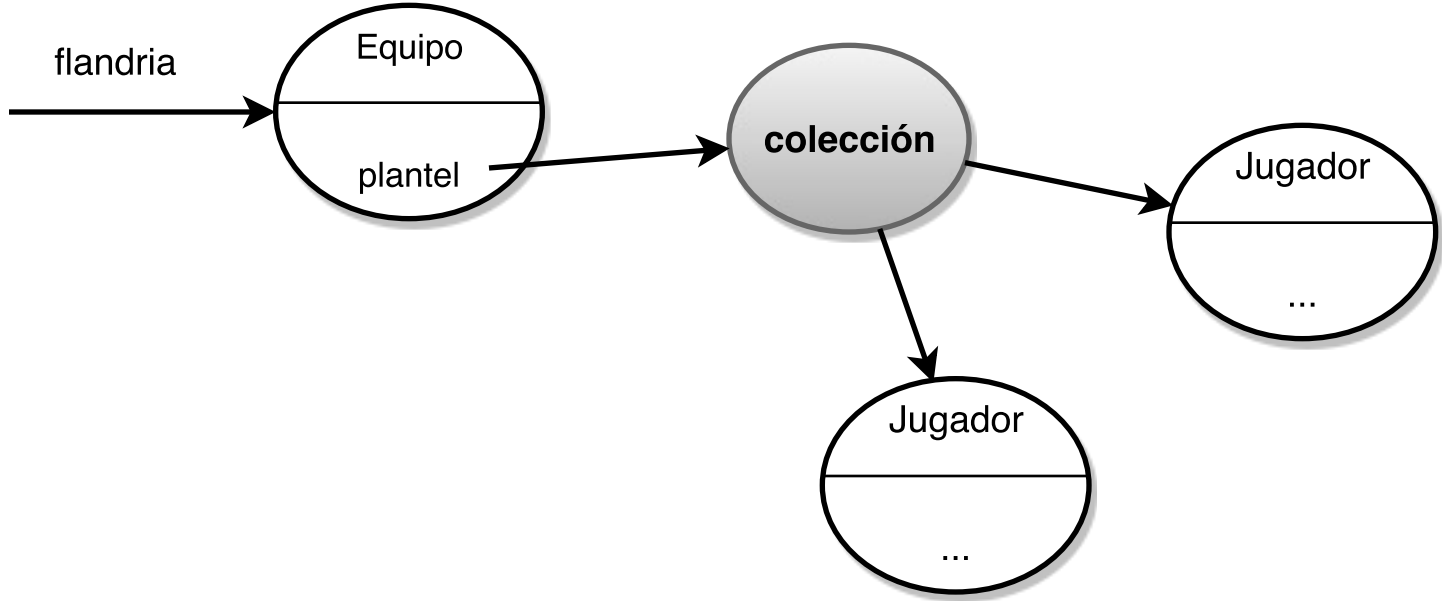 flandria
Equipo
plantel
colección
Jugador
...
Jugador
...